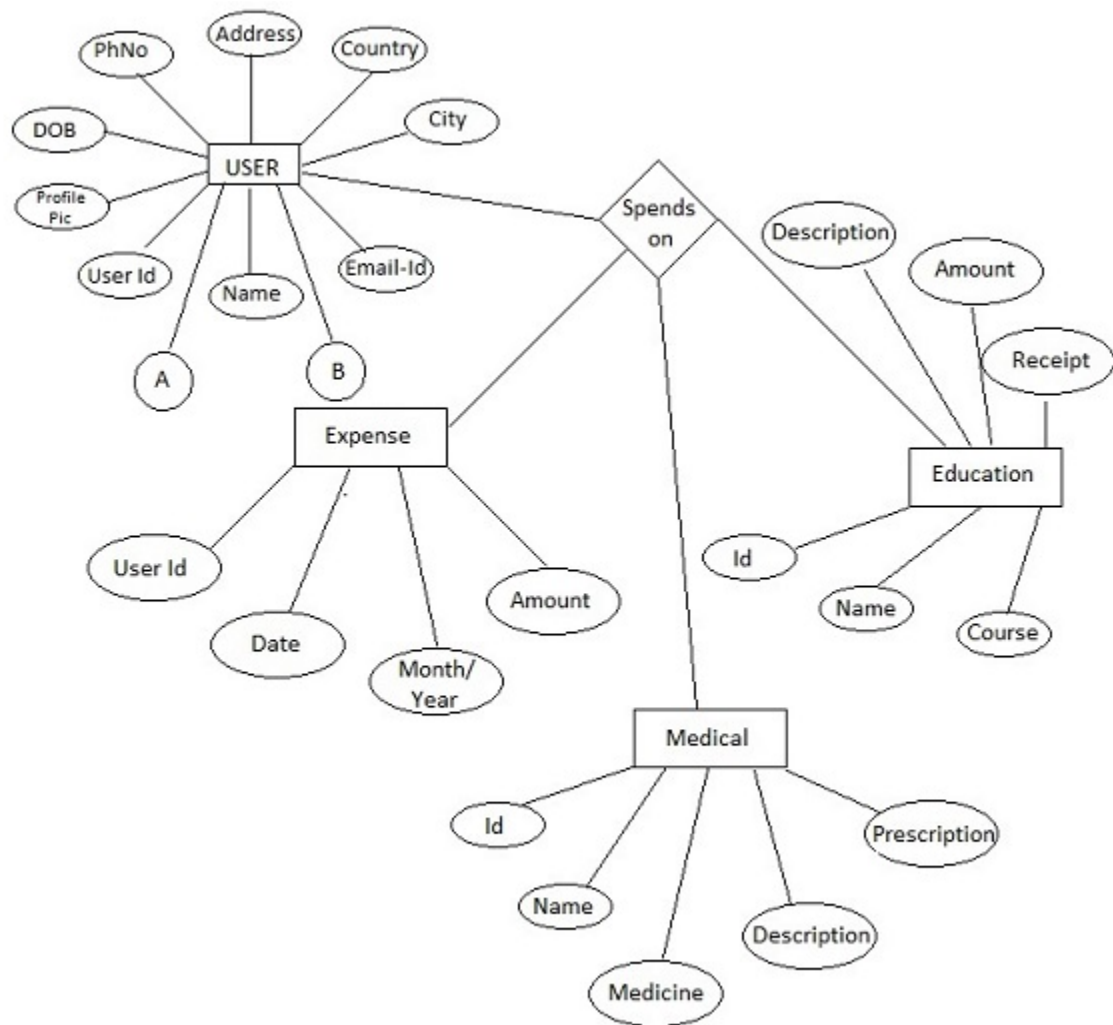 Address
PhNo
Country
City
DOB
USER
Profile
Pic
User Id
Name
Email-Id
A
B
Spends
on
Description
Amount
Receipt
Expense
Education
User Id
Date
Month/
Year
Amount
Id
Name
Course
Medical
Id
Name
Medicine
Description
Prescription